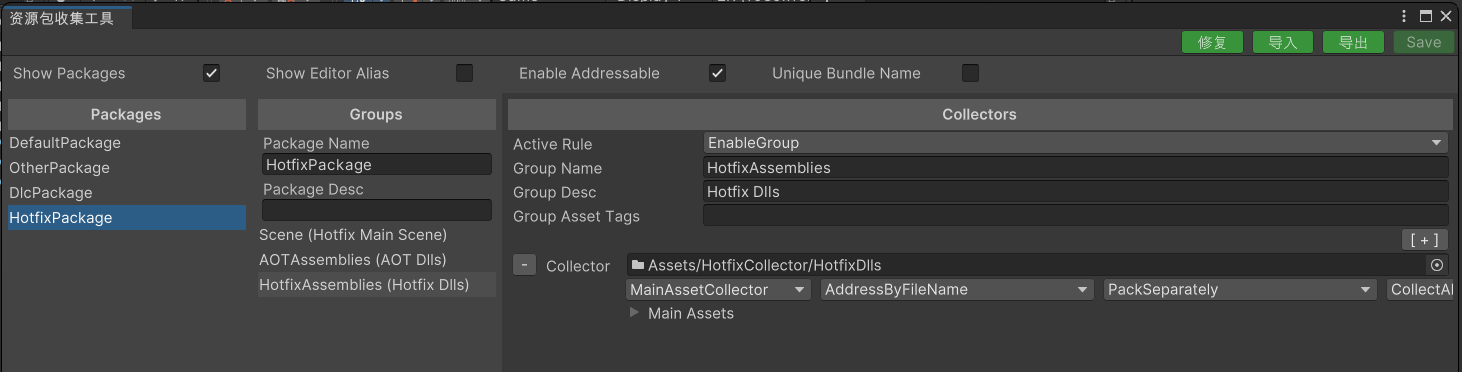 资源包收集工具
修复 导入 导出 Save
Show Packages Show Editor Alias Enable Addressable Unique Bundle Name
Packages Groups Collectors
DefaultPackage
OtherPackage
DlcPackage
HotfixPackage
Package Name
HotfixPackage
Package Desc
Scene (Hotfix Main Scene)
AOTAssemblies (AOT Dlls)
HotfixAssemblies (Hotfix Dlls)
Active Rule EnableGroup
Group Name HotfixAssemblies
Group Desc Hotfix Dlls
Group Asset Tags
[ + ]
- Collector Assets/HotfixCollector/HotfixDlls
MainAssetCollector AddressByFileName PackSeparately CollectAl
Main Assets